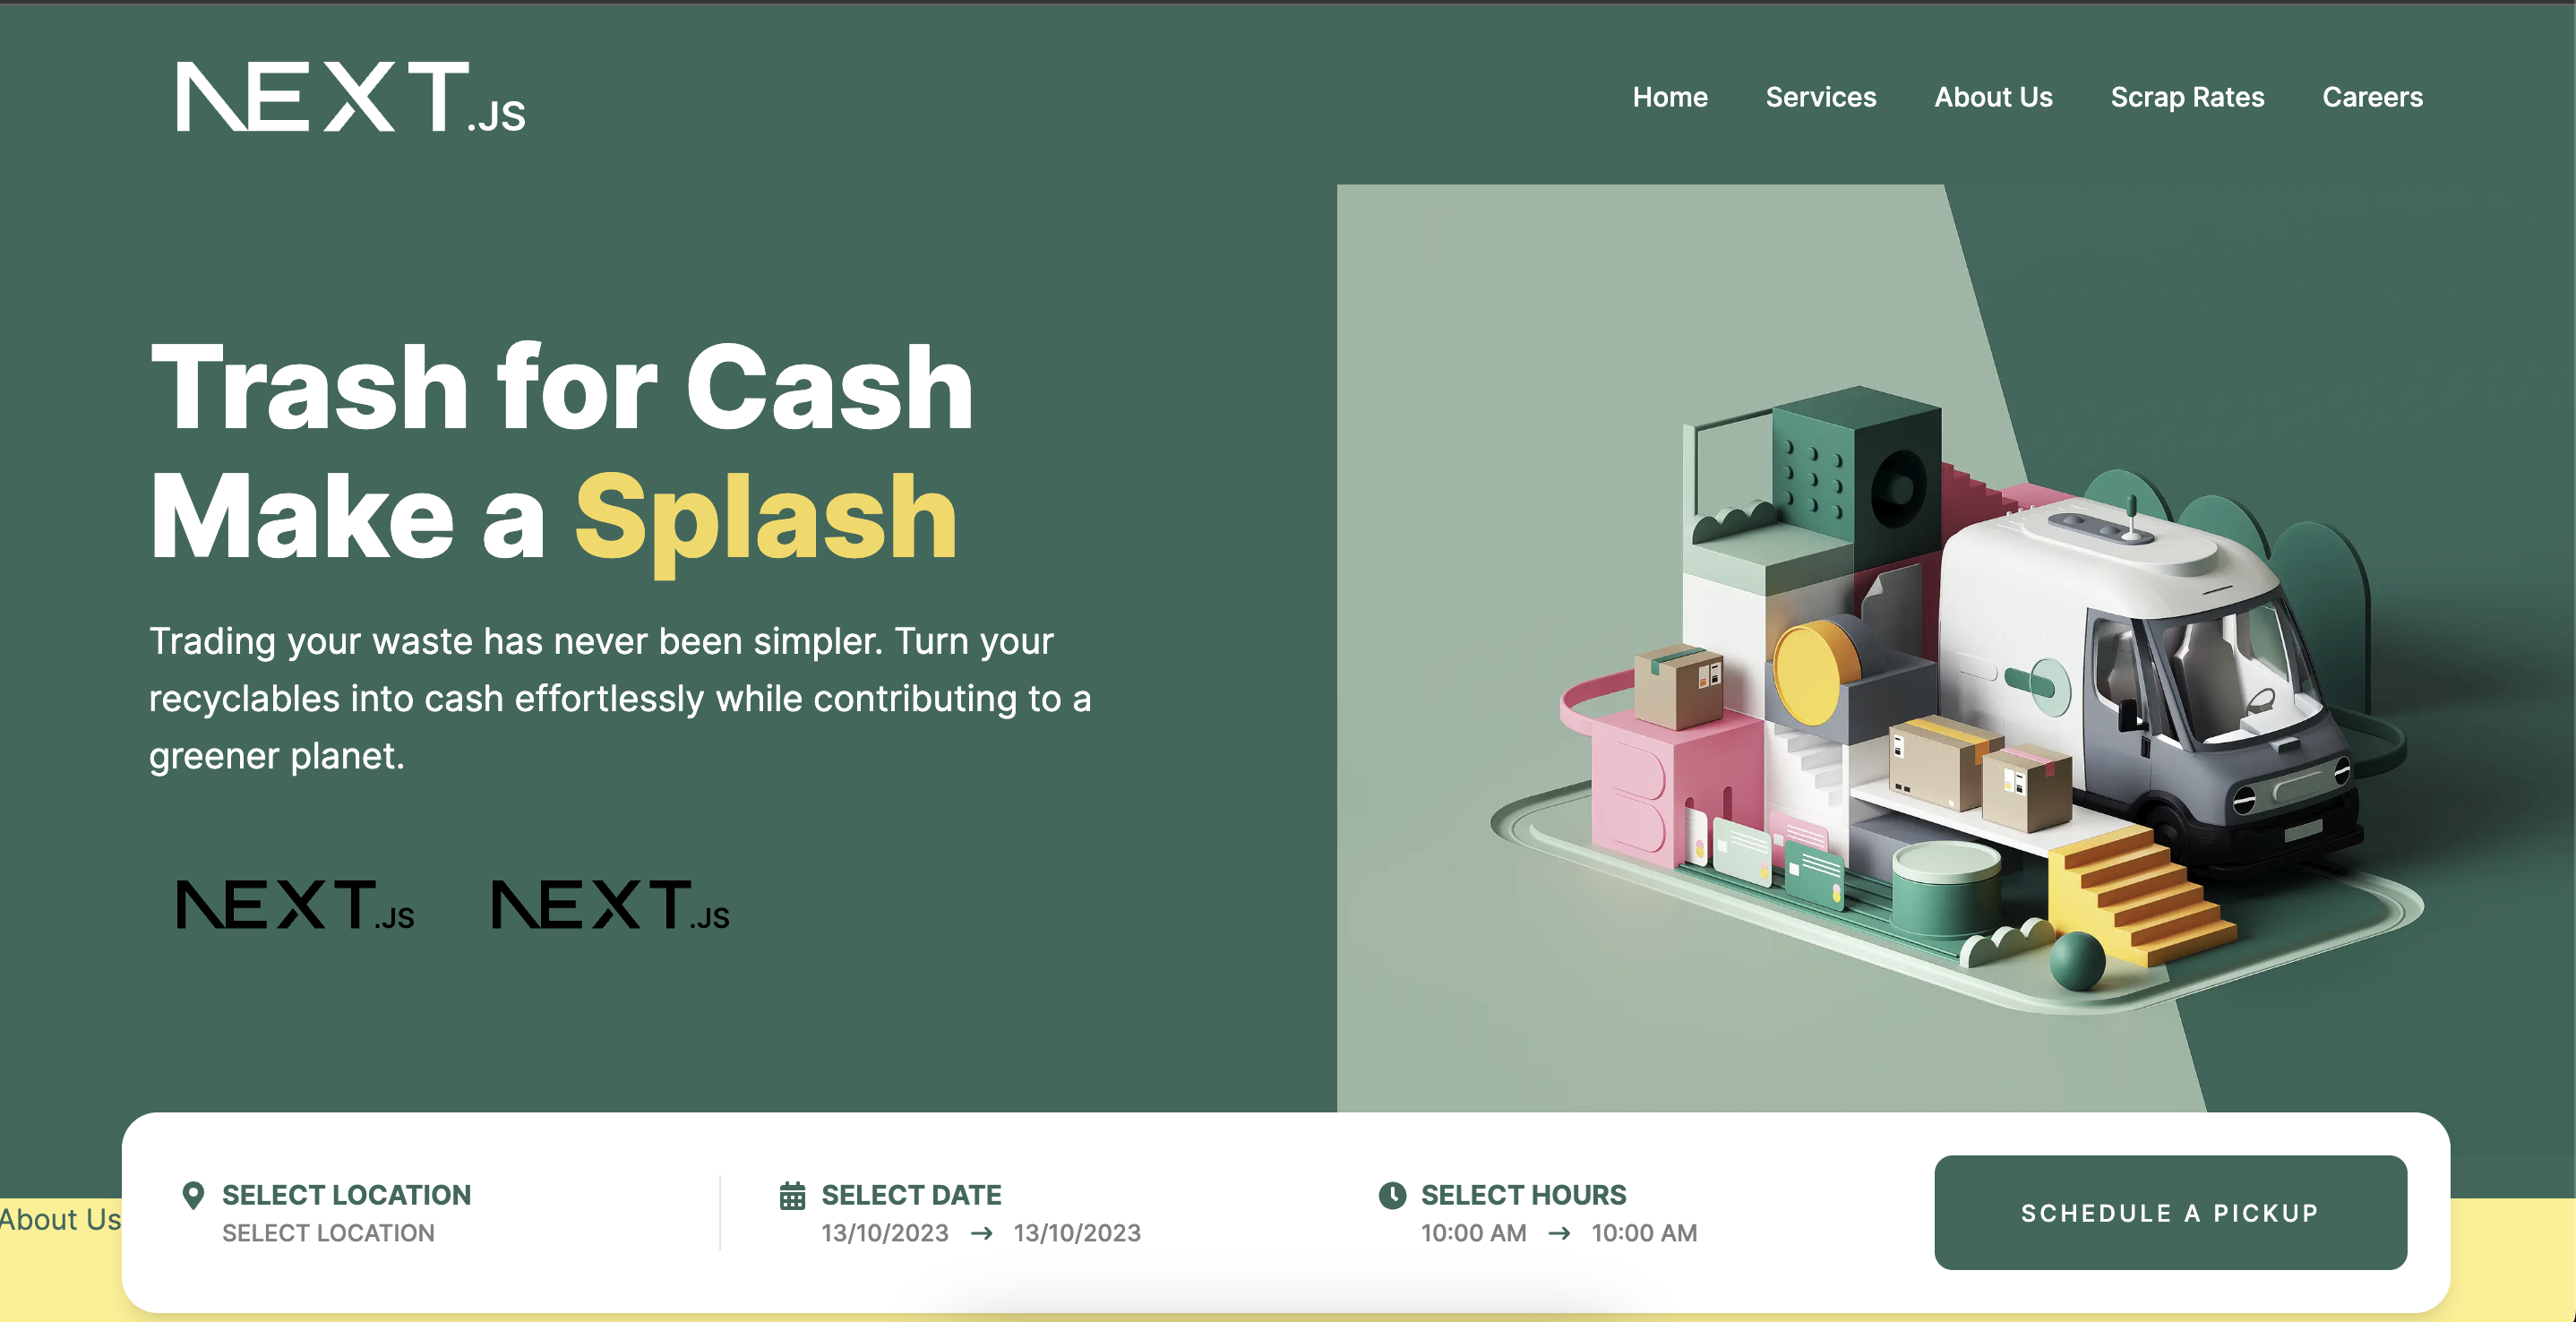 NEXT.JS
Home Services About Us Scrap Rates Careers
Trash for Cash
Make a Splash
Trading your waste has never been simpler. Turn your
recyclables into cash effortlessly while contributing to a
greener planet.
NEXT.JS NEXT.JS
SELECT LOCATION SELECT DATE SELECT HOURS
SELECT LOCATION 13/10/2023 → 13/10/2023 10:00 AM → 10:00 AM
SCHEDULE A PICKUP
About Us